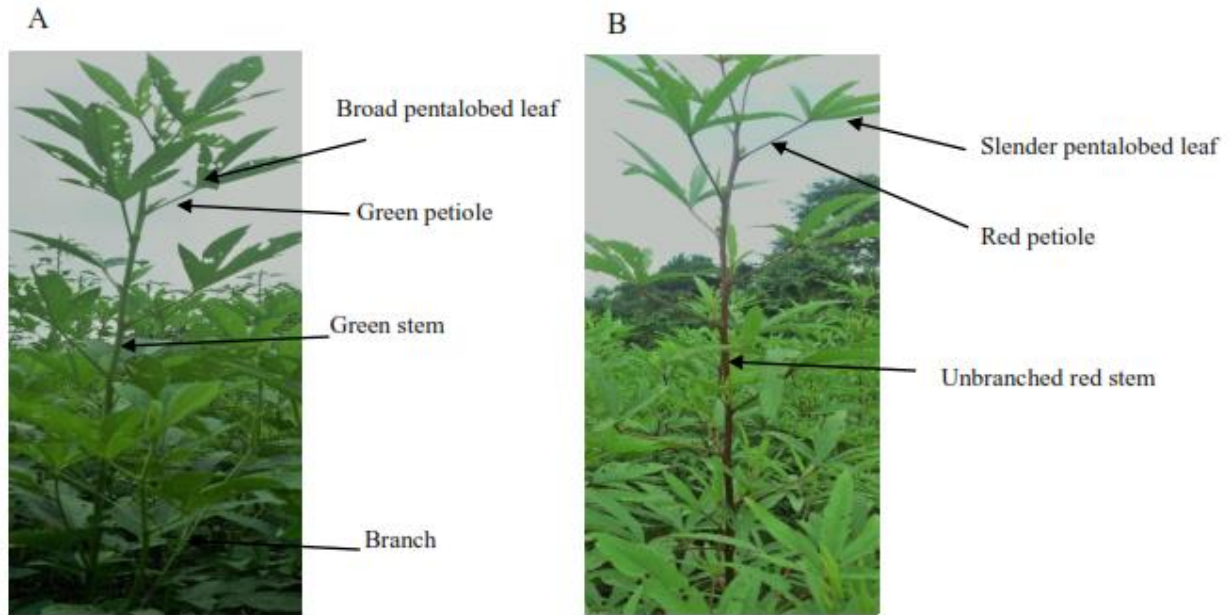 A
Broad pentalobed leaf
Green petiole
Green stem
Branch
B
Slender pentalobed leaf
Red petiole
Unbranched red stem